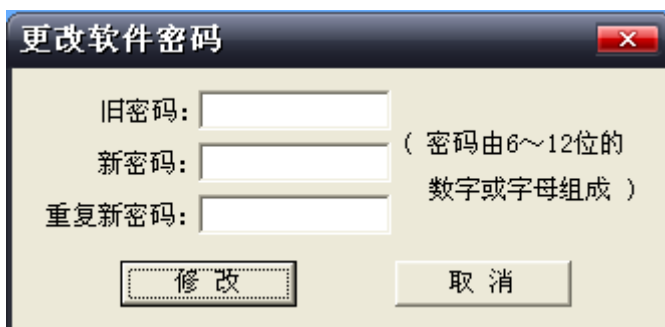 更改软件密码
旧密码:
新密码:
重复新密码:
( 密码由6～12位的
数字或字母组成 )
修 改
取 消